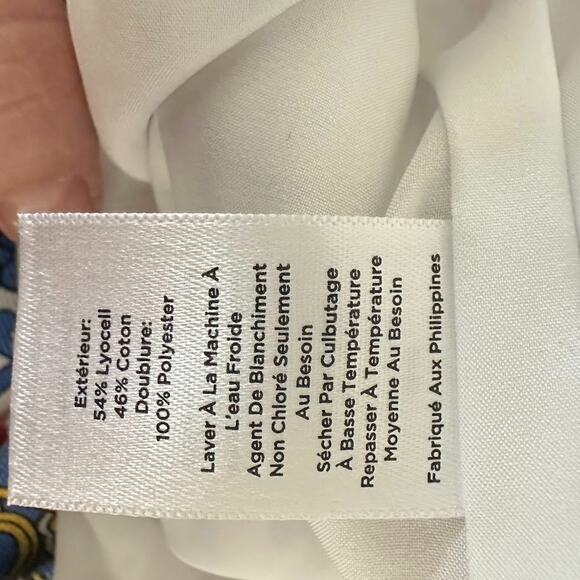 Extérieur:
54% Lyocell
46% Coton
Doublure:
100% Polyester
Laver À La Machine À
L'eau Froide
Agent De Blanchiment
Non Chloré Seulement
Au Besoin
Sécher Par Culbutage
À Basse Température
Repasser À Température
Moyenne Au Besoin
Fabriqué Aux Philippines